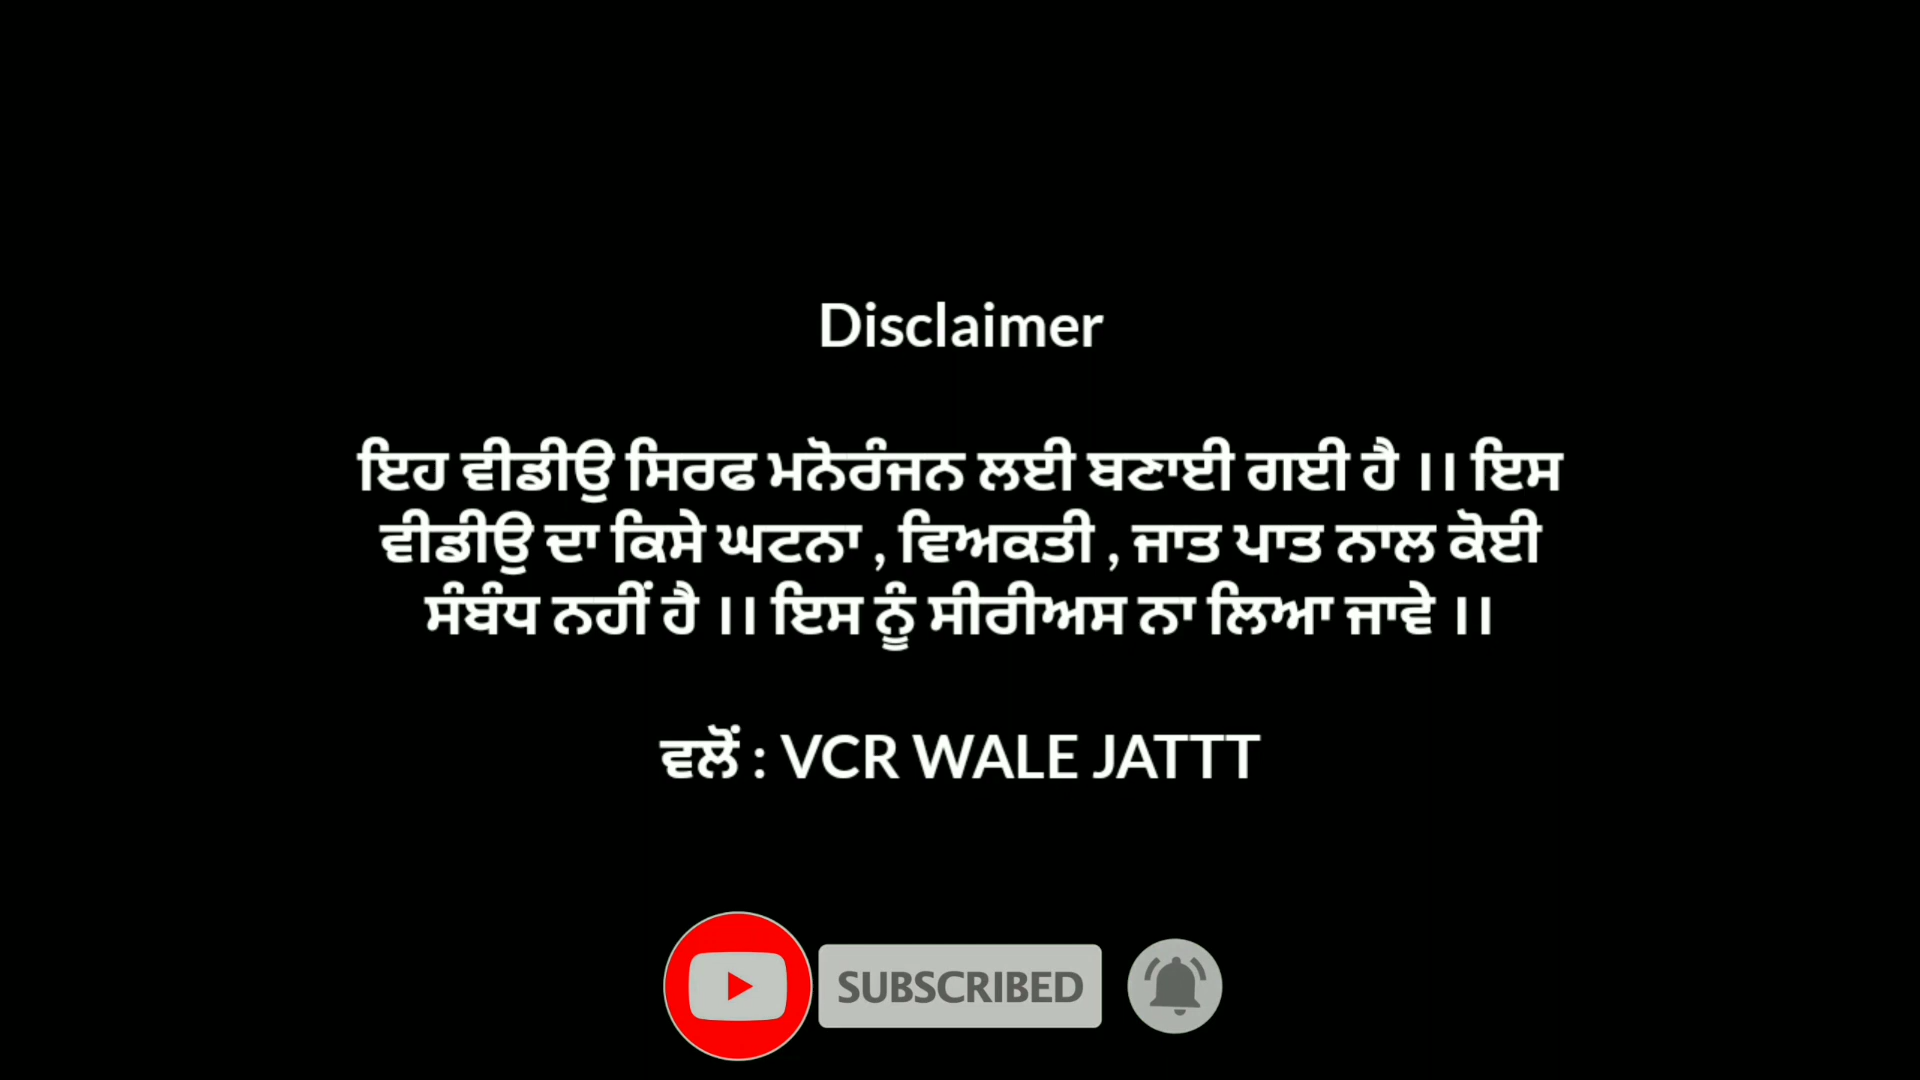 Disclaimer
ਇਹ ਵੀਡੀਉ ਸਿਰਫ ਮਨੋਰੰਜਨ ਲਈ ਬਣਾਈ ਗਈ ਹੈ ।। ਇਸ
ਵੀਡੀਉ ਦਾ ਕਿਸੇ ਘਟਨਾ , ਵਿਅਕਤੀ , ਜਾਤ ਪਾਤ ਨਾਲ ਕੋਈ
ਸੰਬੰਧ ਨਹੀਂ ਹੈ ।। ਇਸ ਨੂੰ ਸੀਰੀਅਸ ਨਾ ਲਿਆ ਜਾਵੇ ।।
ਵਲੋਂ : VCR WALE JATTT
SUBSCRIBED